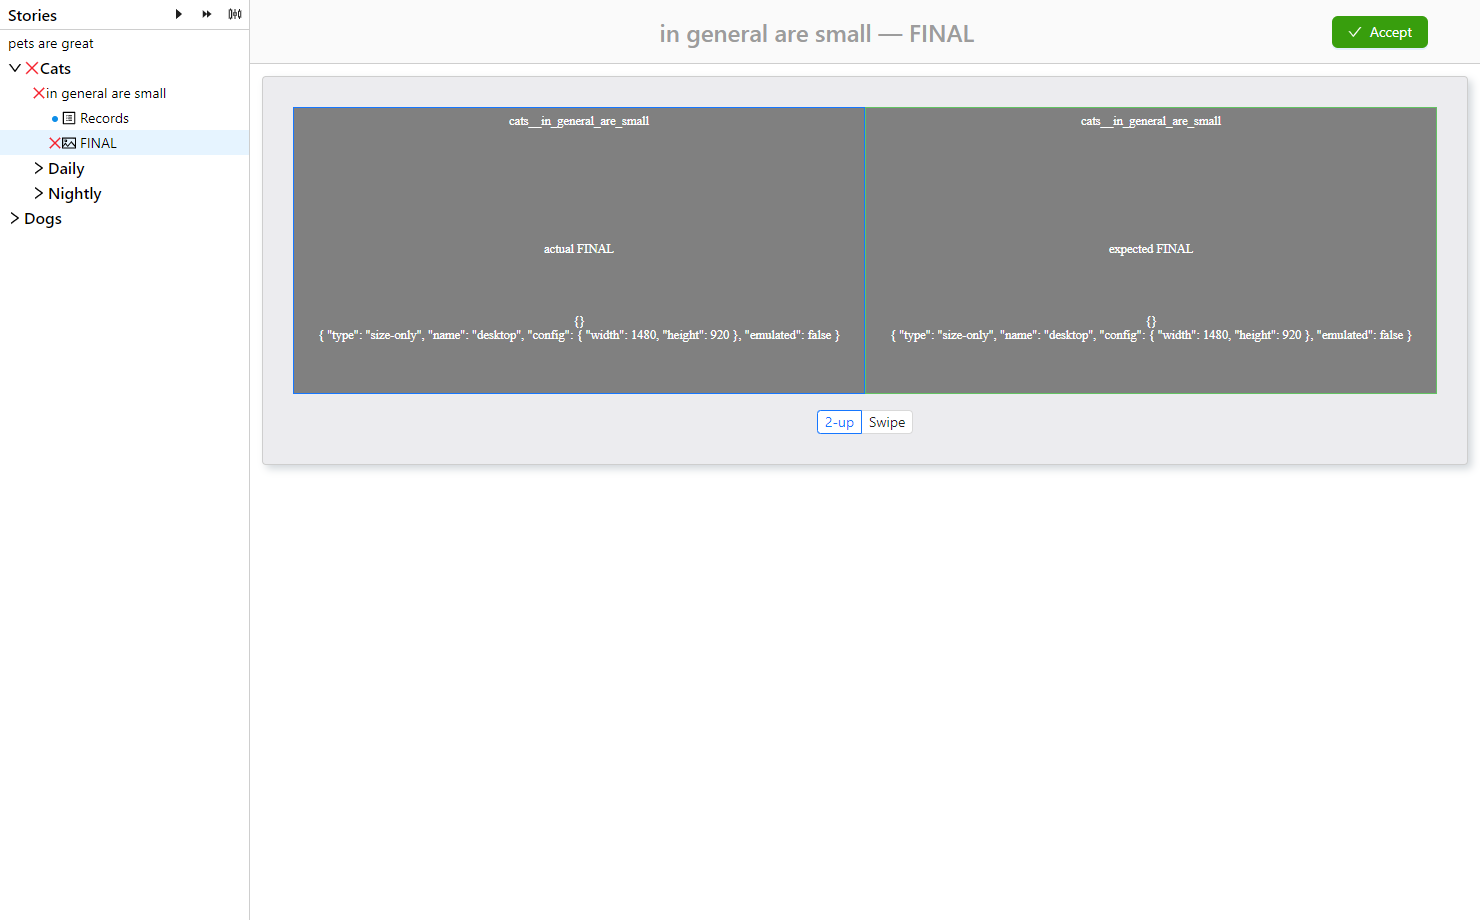 Stories
pets are great
Cats
in general are small
Records
FINAL
Daily
Nightly
Dogs
in general are small — FINAL
Accept
cats__in_general_are_small
actual FINAL
{}
{ "type": "size-only", "name": "desktop", "config": { "width": 1480, "height": 920 }, "emulated": false }
cats__in_general_are_small
expected FINAL
{}
{ "type": "size-only", "name": "desktop", "config": { "width": 1480, "height": 920 }, "emulated": false }
2-up
Swipe